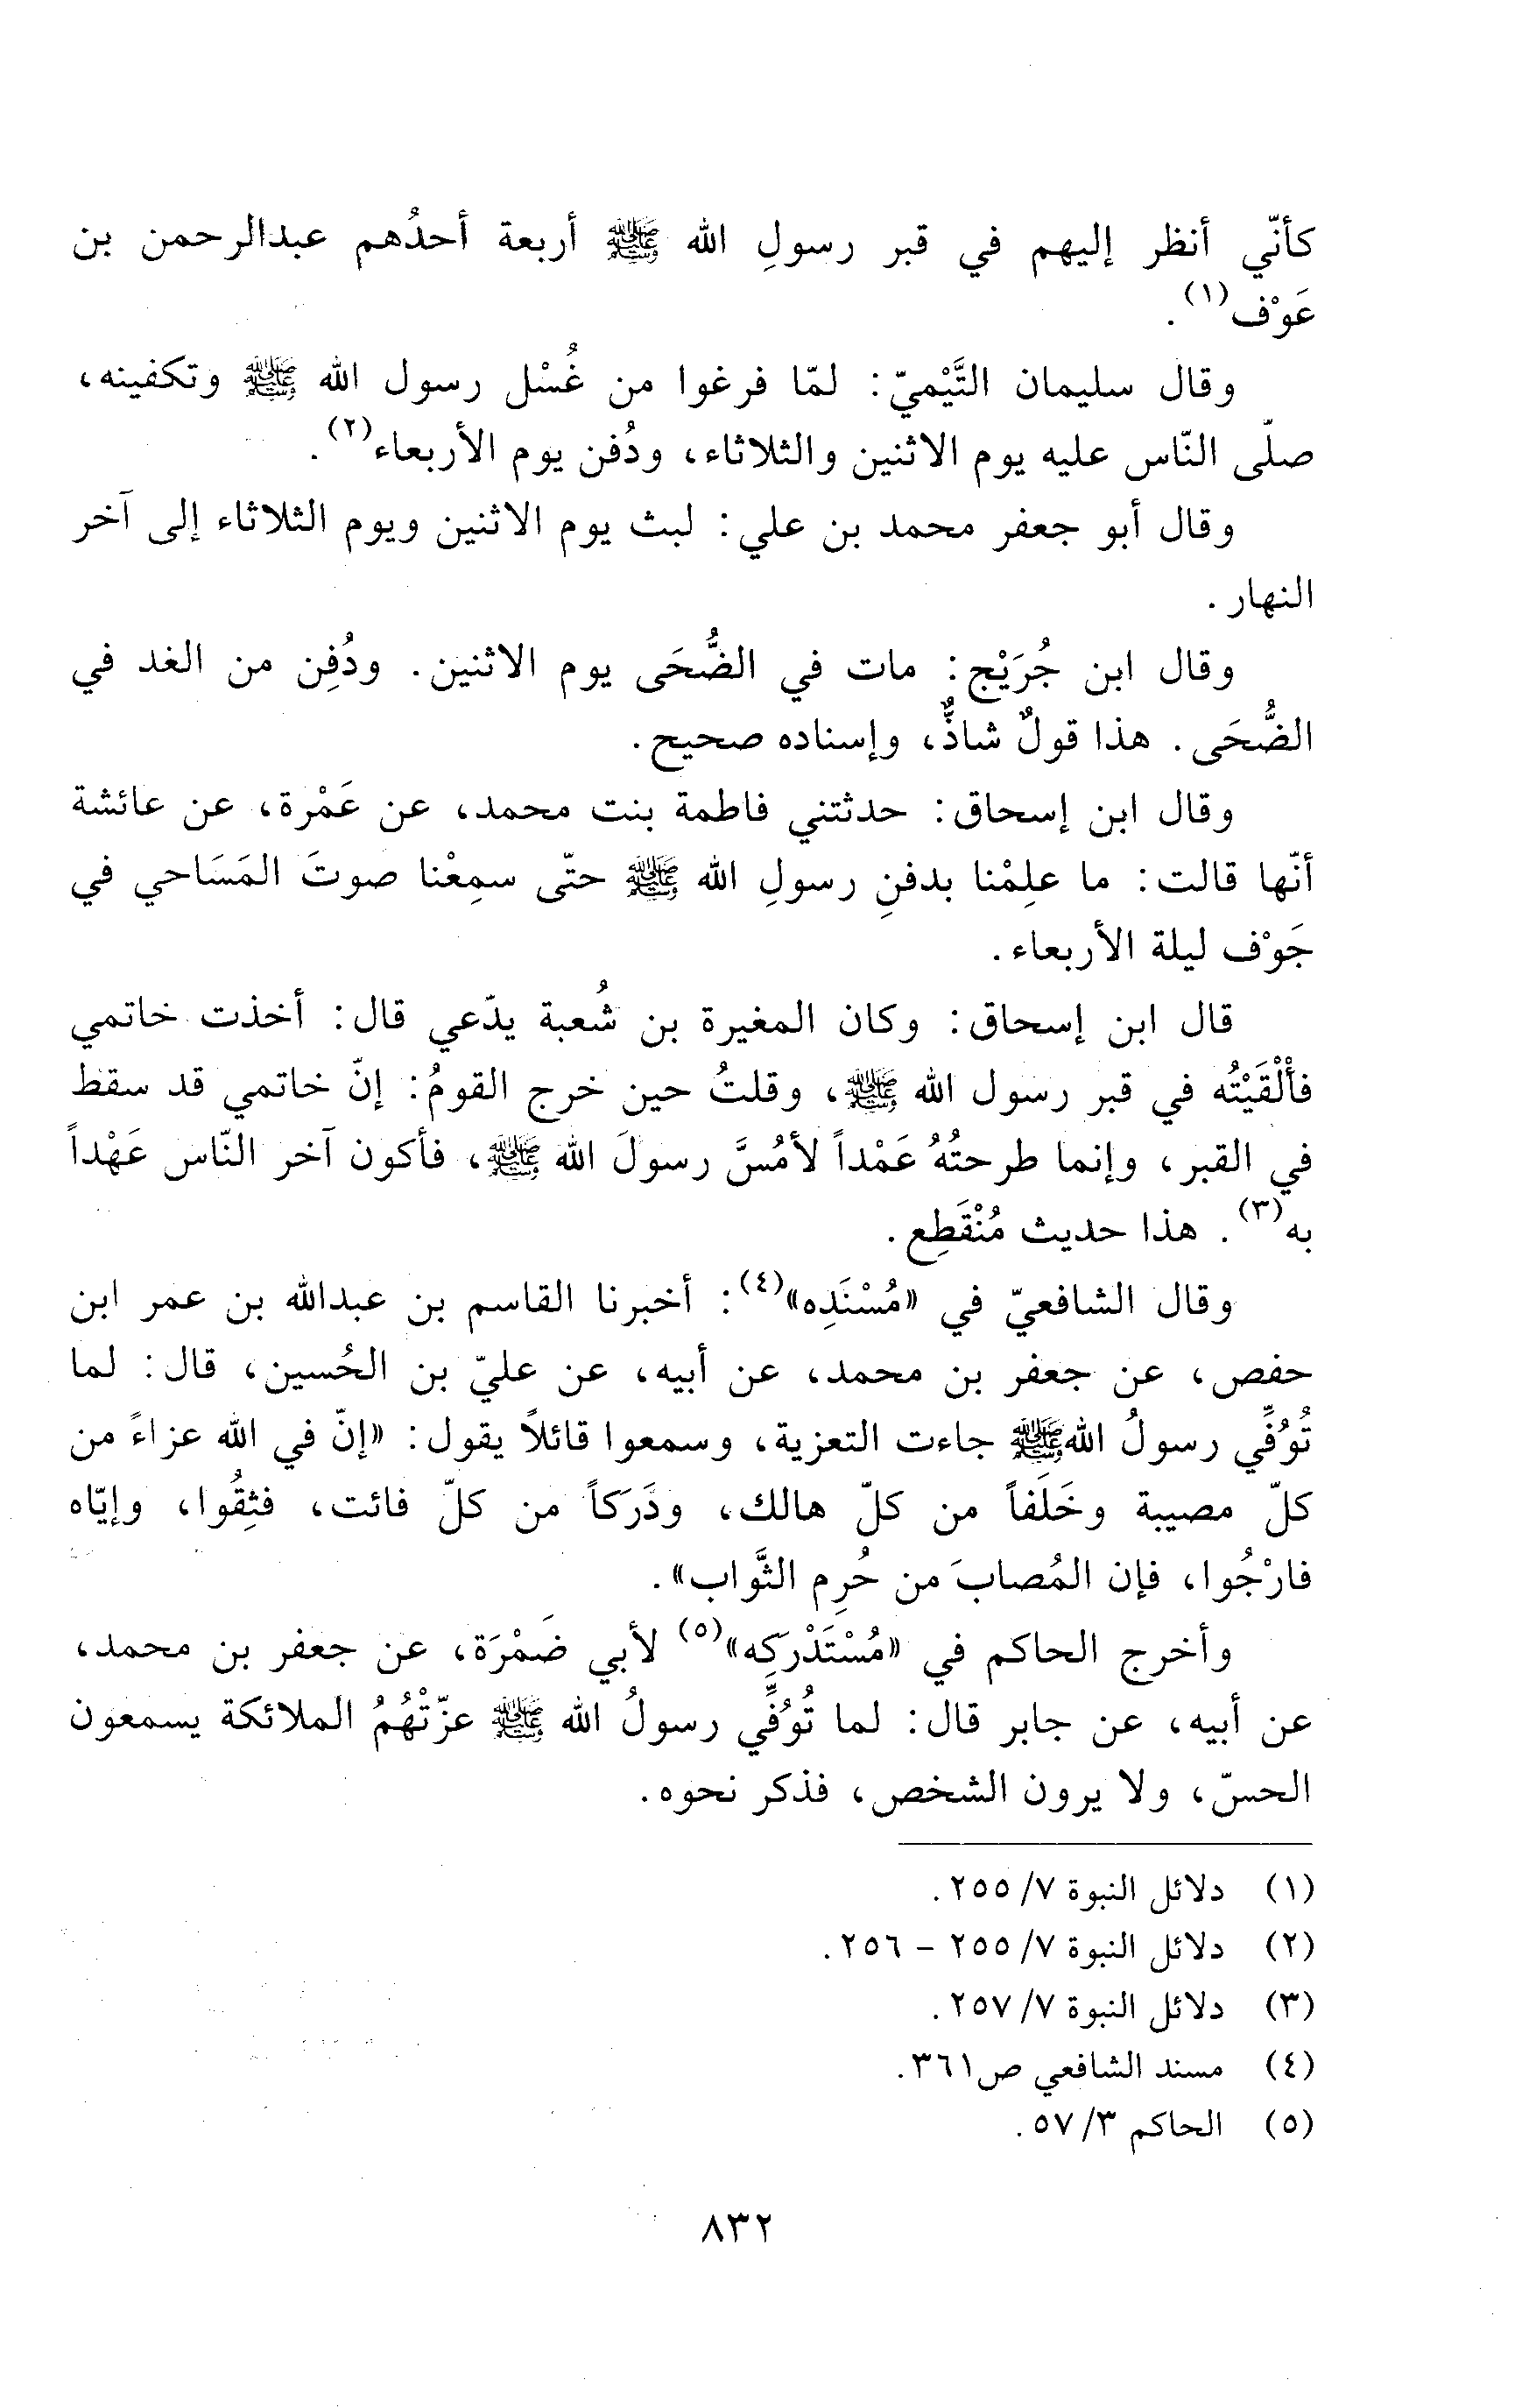 كأنّي أنظر إليهم في قبر رسولِ الله ﷺ أربعة أحدُهم عبدالرحمن بن
عَوْف(١).
وقال سليمان التَّيْميّ: لمّا فرغوا من غُسْل رسول الله ﷺ وتكفينه،
صلّى النّاس عليه يوم الاثنين والثلاثاء، ودُفن يوم الأربعاء(٢).
وقال أبو جعفر محمد بن علي: لبث يوم الاثنين ويوم الثلاثاء إلى آخر
النهار.
وقال ابن جُرَيْج: مات في الضُّحَى يوم الاثنين. ودُفِن من الغد في
الضُّحَى. هذا قولٌ شاذٌّ، وإسناده صحيح.
وقال ابن إسحاق: حدثتني فاطمة بنت محمد، عن عَمْرة، عن عائشة
أنّها قالت: ما علِمْنا بدفنِ رسولِ الله ﷺ حتّى سمِعْنا صوتَ المَسَاحي في
جَوْف ليلة الأربعاء.
قال ابن إسحاق: وكان المغيرة بن شُعبة يدّعي قال: أخذت خاتمي
فأَلْقَيْتُه في قبر رسول الله ﷺ، وقلتُ حين خرج القومُ: إنّ خاتمي قد سقط
في القبر، وإنما طرحتُهُ عَمْداً لأمُسَّ رسولَ الله ﷺ، فأكون آخر النّاس عَهْداً
به(٣). هذا حديث مُنْقَطِع.
وقال الشافعيّ في «مُسْنَدِه»(٤): أخبرنا القاسم بن عبدالله بن عمر ابن
حفص، عن جعفر بن محمد، عن أبيه، عن عليّ بن الحُسين، قال: لما
تُوُفِّي رسولُ الله ﷺ جاءت التعزية، وسمعوا قائلاً يقول: «إنّ في الله عزاءً من
كلّ مصيبة وخَلَفاً من كلّ هالك، ودَرَكاً من كلّ فائت، فثِقُوا، وإيّاه
فارْجُوا، فإن المُصابَ من حُرِم الثَّواب».
وأخرج الحاكم في «مُسْتَدْرَكِه»(٥) لأبي ضَمْرَة، عن جعفر بن محمد،
عن أبيه، عن جابر قال: لما تُوُفِّي رسولُ الله ﷺ عزّتْهُمُ الملائكة يسمعون
الحسّ، ولا يرون الشخص، فذكر نحوه.
(١) دلائل النبوة ٧/ ٢٥٥.
(٢) دلائل النبوة ٧/ ٢٥٥ - ٢٥٦.
(٣) دلائل النبوة ٧/ ٢٥٧.
(٤) مسند الشافعي ص٣٦١.
(٥) الحاكم ٣/ ٥٧.
٨٣٢